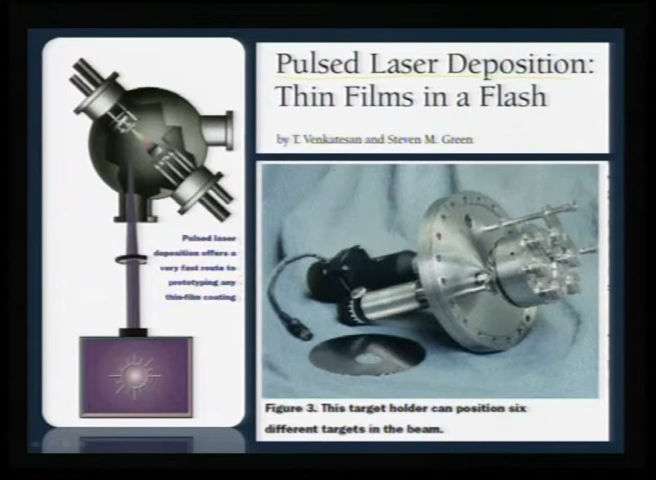 Pulsed Laser Deposition:
Thin Films in a Flash
by T. Venkatesan and Steven M. Green
Pulsed laser
deposition offers a
very fast route to
prototyping any
thin-film coating
Figure 3. This target holder can position six
different targets in the beam.